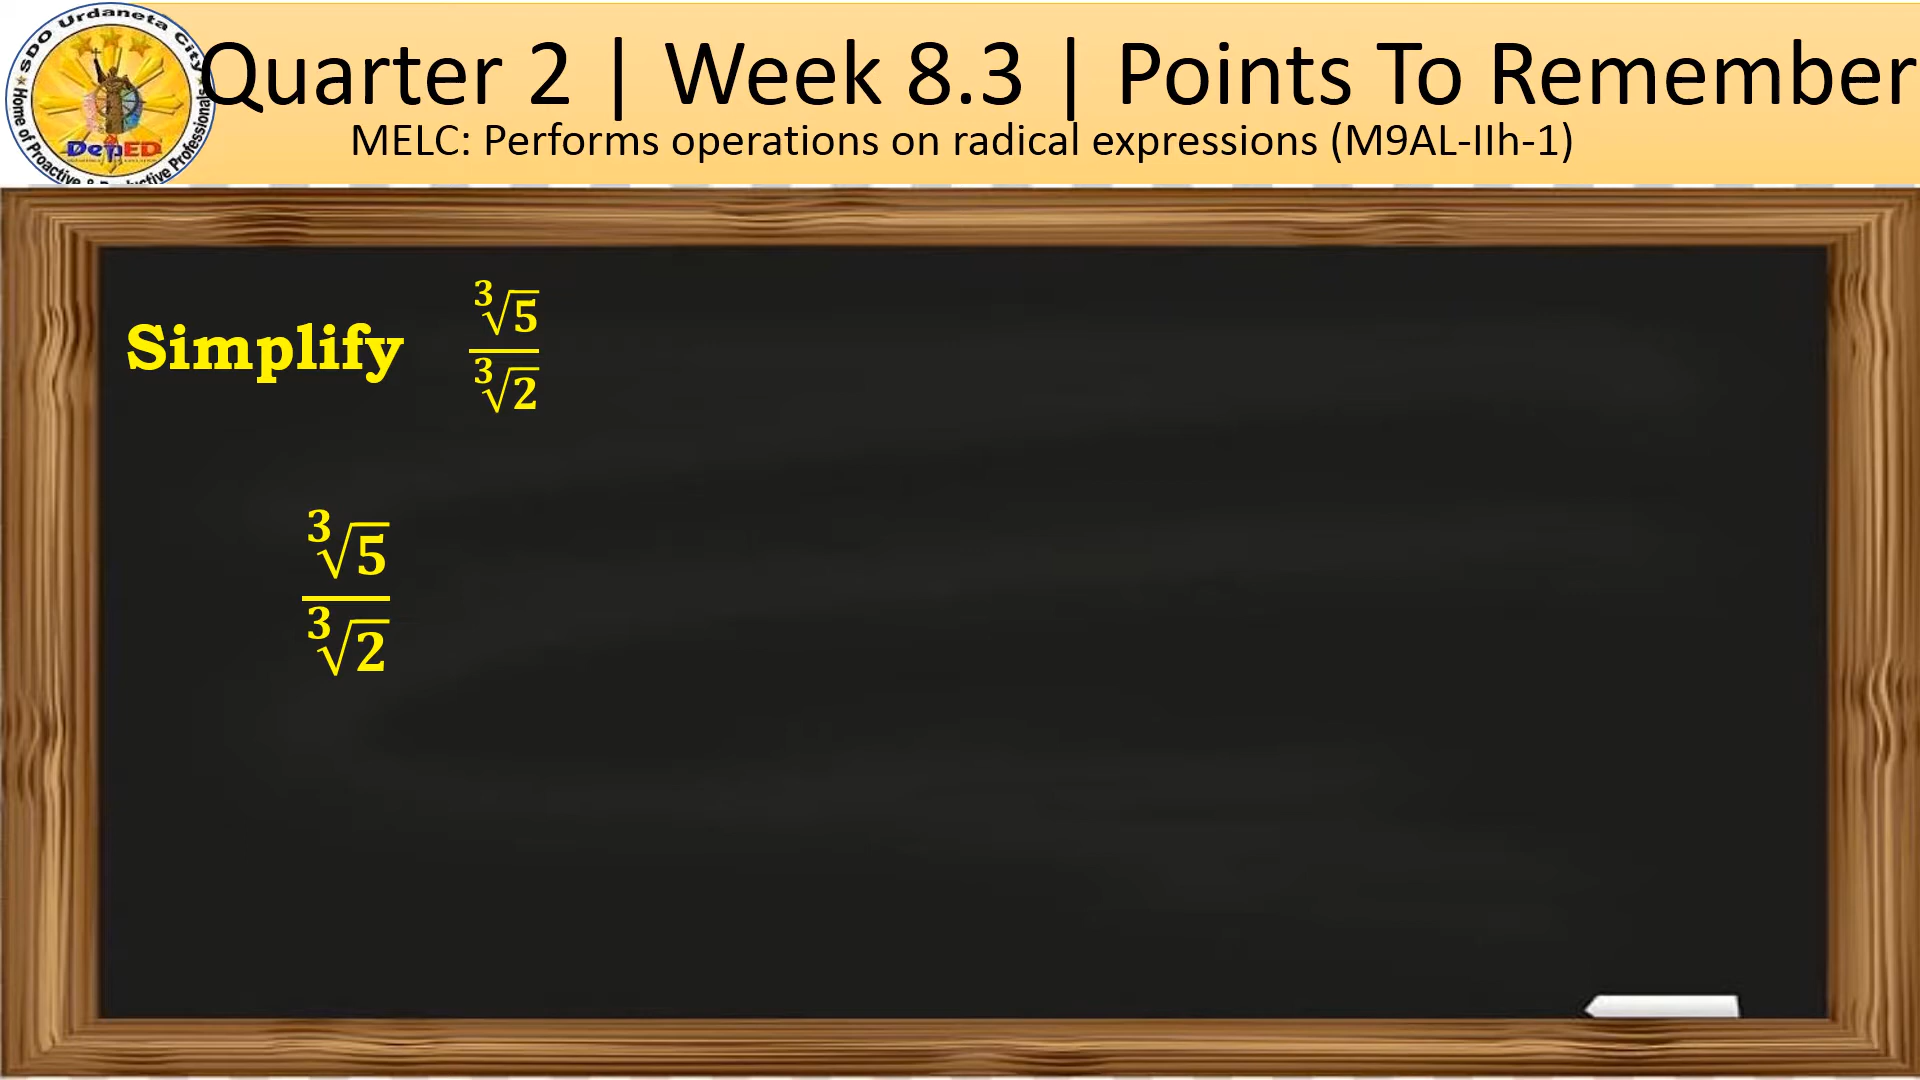 SDO Urdaneta City
Home of Proactive & Productive Professionals
DepED
Quarter 2 | Week 8.3 | Points To Remember
MELC: Performs operations on radical expressions (M9AL-IIh-1)
Simplify ∛5 / ∛2
∛5 / ∛2